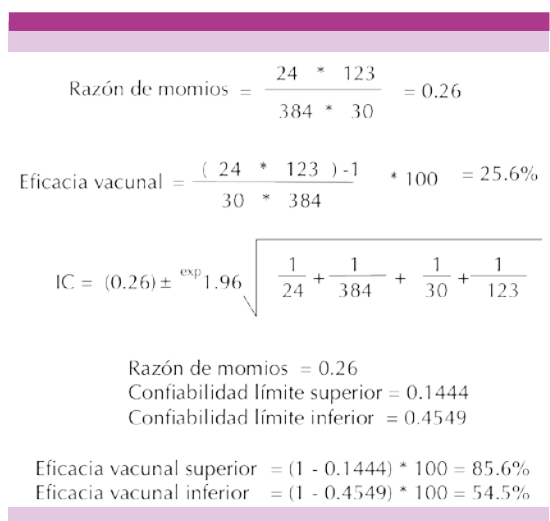 Razón de momios = 24 * 123 / 384 * 30 = 0.26
Eficacia vacunal = ( 24 * 123 ) -1 / 30 * 384 * 100 = 25.6%
IC = (0.26) ± exp 1.96 √ 1/24 + 1/384 + 1/30 + 1/123
Razón de momios = 0.26
Confiabilidad límite superior = 0.1444
Confiabilidad límite inferior = 0.4549
Eficacia vacunal superior = (1 - 0.1444) * 100 = 85.6%
Eficacia vacunal inferior = (1 - 0.4549) * 100 = 54.5%